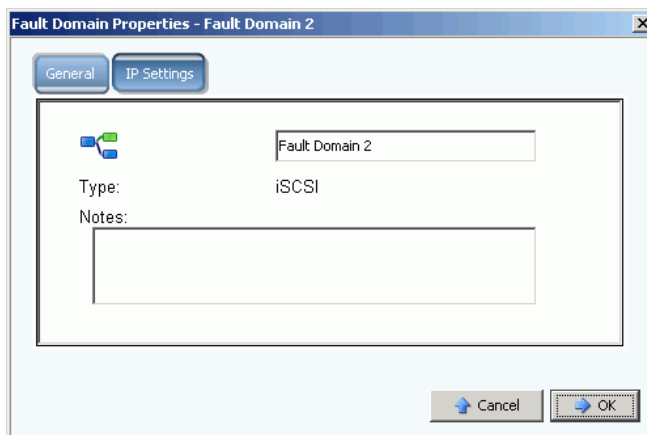 Fault Domain Properties - Fault Domain 2
General IP Settings
Fault Domain 2
Type: iSCSI
Notes:
Cancel OK